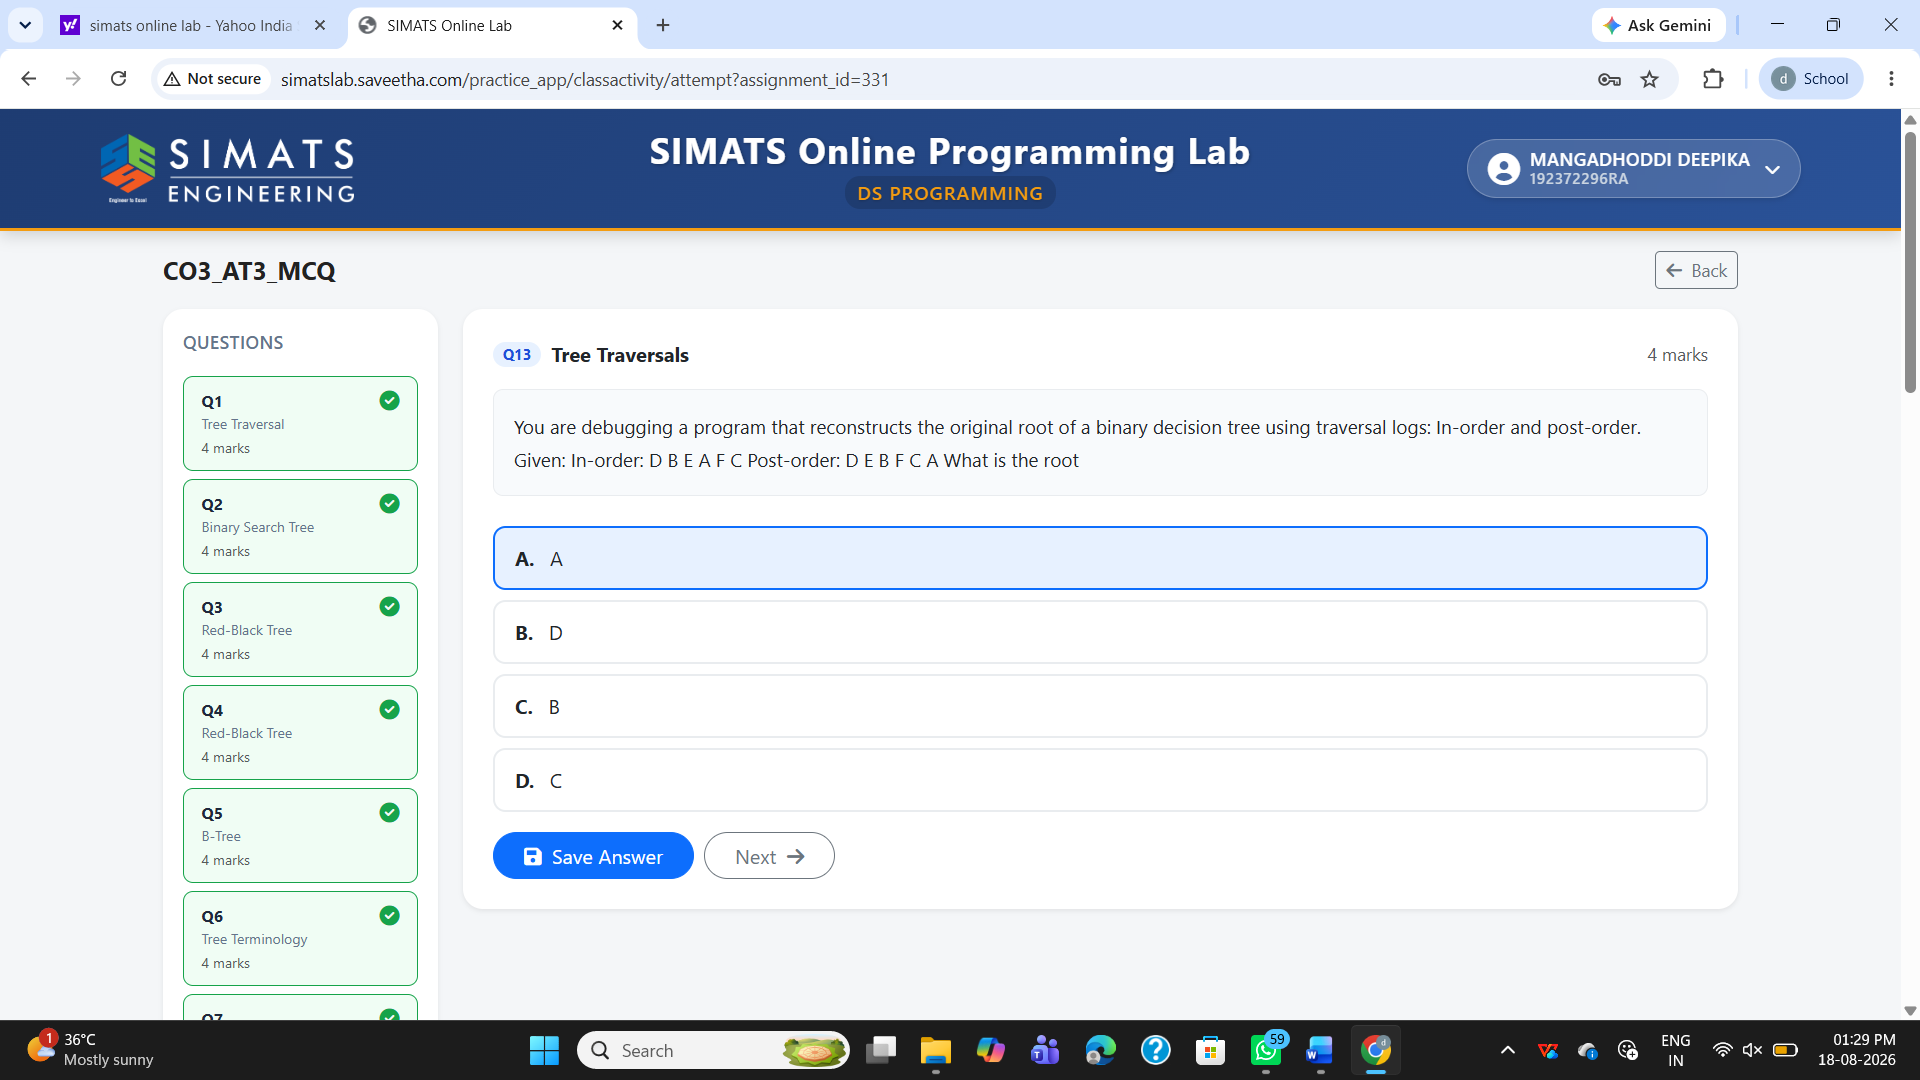 simats online lab - Yahoo India
SIMATS Online Lab
Ask Gemini
Not secure
simatslab.saveetha.com/practice_app/classactivity/attempt?assignment_id=331
d
School
SIMATS
ENGINEERING
Engineer to Excel
SIMATS Online Programming Lab
DS PROGRAMMING
MANGADHODDI DEEPIKA
192372296RA
CO3_AT3_MCQ
Back
QUESTIONS
Q1
Tree Traversal
4 marks
Q2
Binary Search Tree
4 marks
Q3
Red-Black Tree
4 marks
Q4
Red-Black Tree
4 marks
Q5
B-Tree
4 marks
Q6
Tree Terminology
4 marks
Q7
Q13 Tree Traversals
4 marks
You are debugging a program that reconstructs the original root of a binary decision tree using traversal logs: In-order and post-order.
Given: In-order: D B E A F C Post-order: D E B F C A What is the root
A. A
B. D
C. B
D. C
Save Answer
Next
1
36°C
Mostly sunny
Search
59
ENG
IN
01:29 PM
18-08-2026